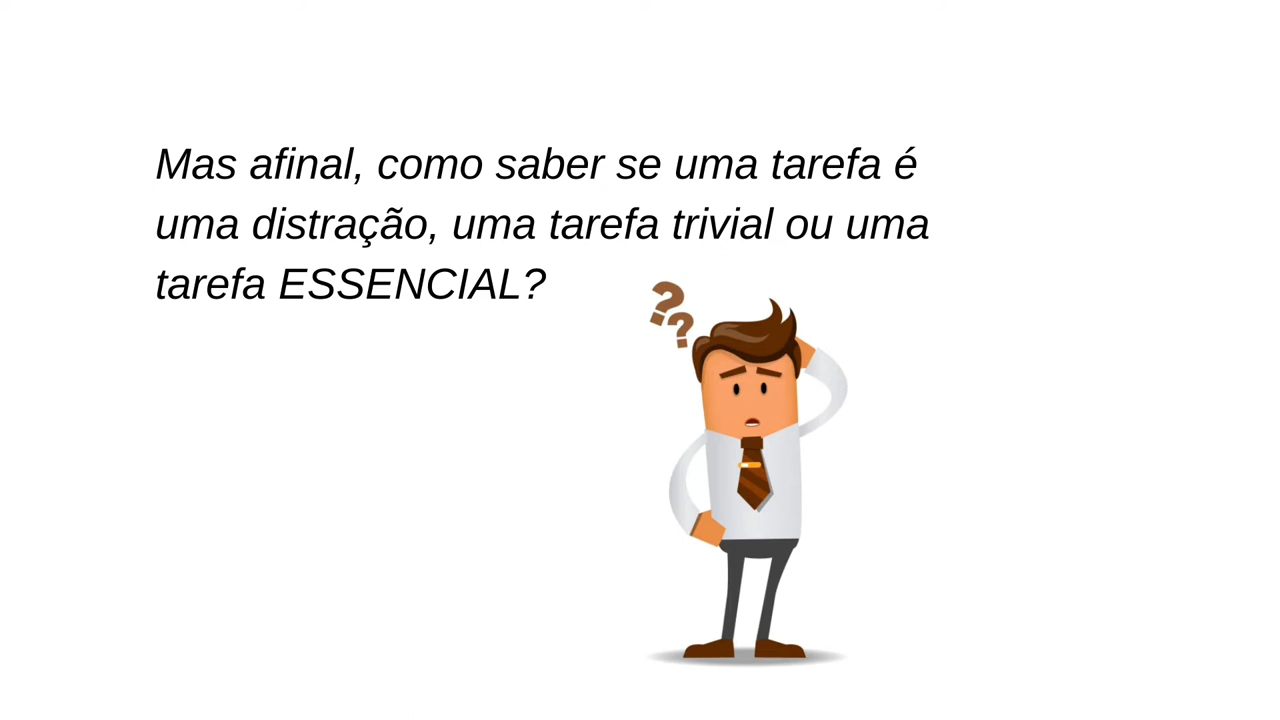 Mas afinal, como saber se uma tarefa é
uma distração, uma tarefa trivial ou uma
tarefa ESSENCIAL?
??